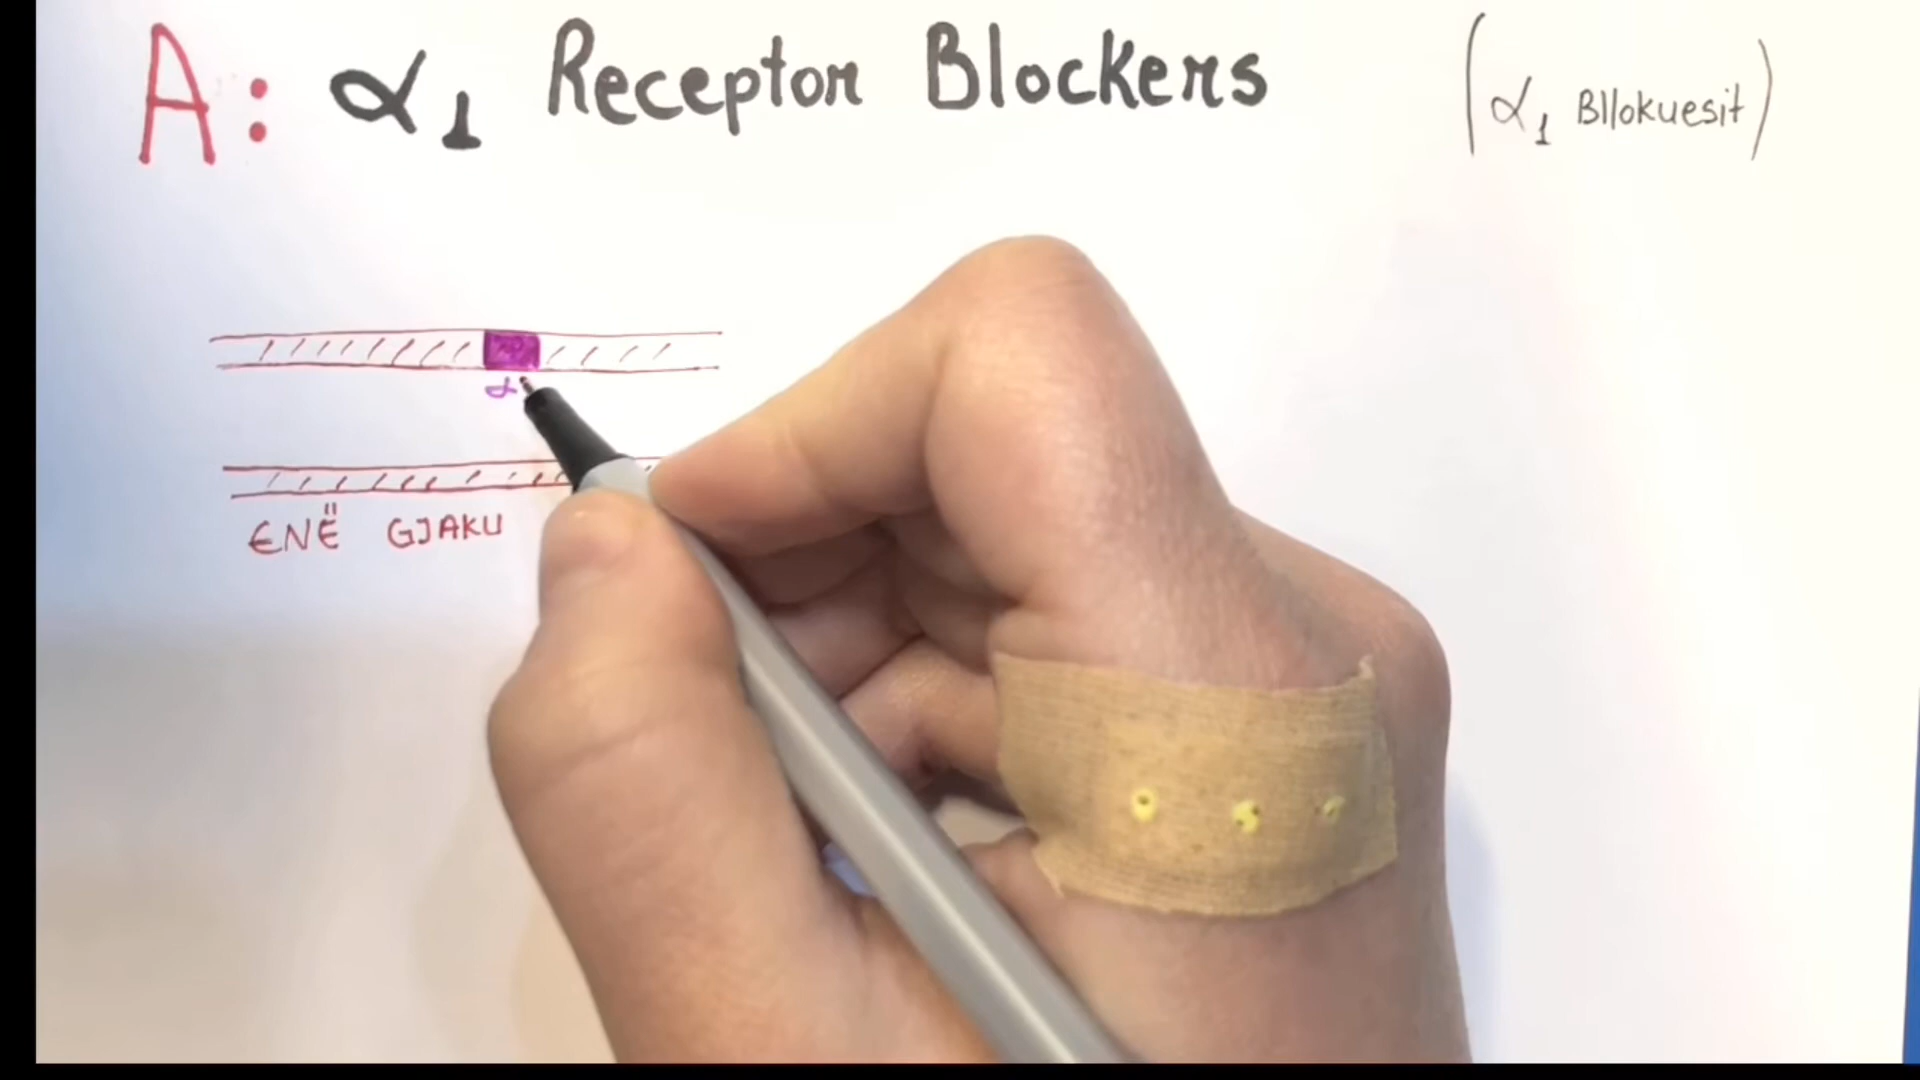 A: α₁ Receptor Blockers (α₁ Bllokuesit)
α
ENË GJAKU